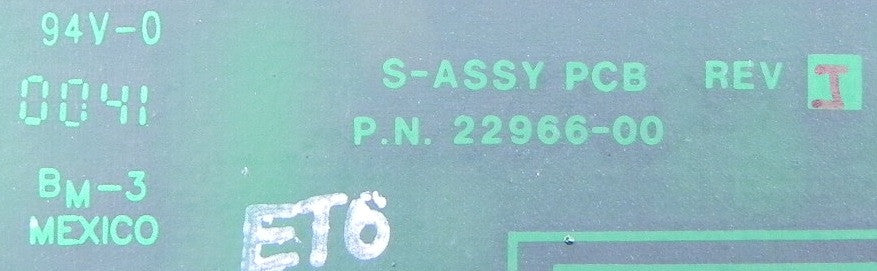 94V-0
0041
BM-3
MEXICO
S-ASSY PCB REV I
P.N. 22966-00
ETÖ